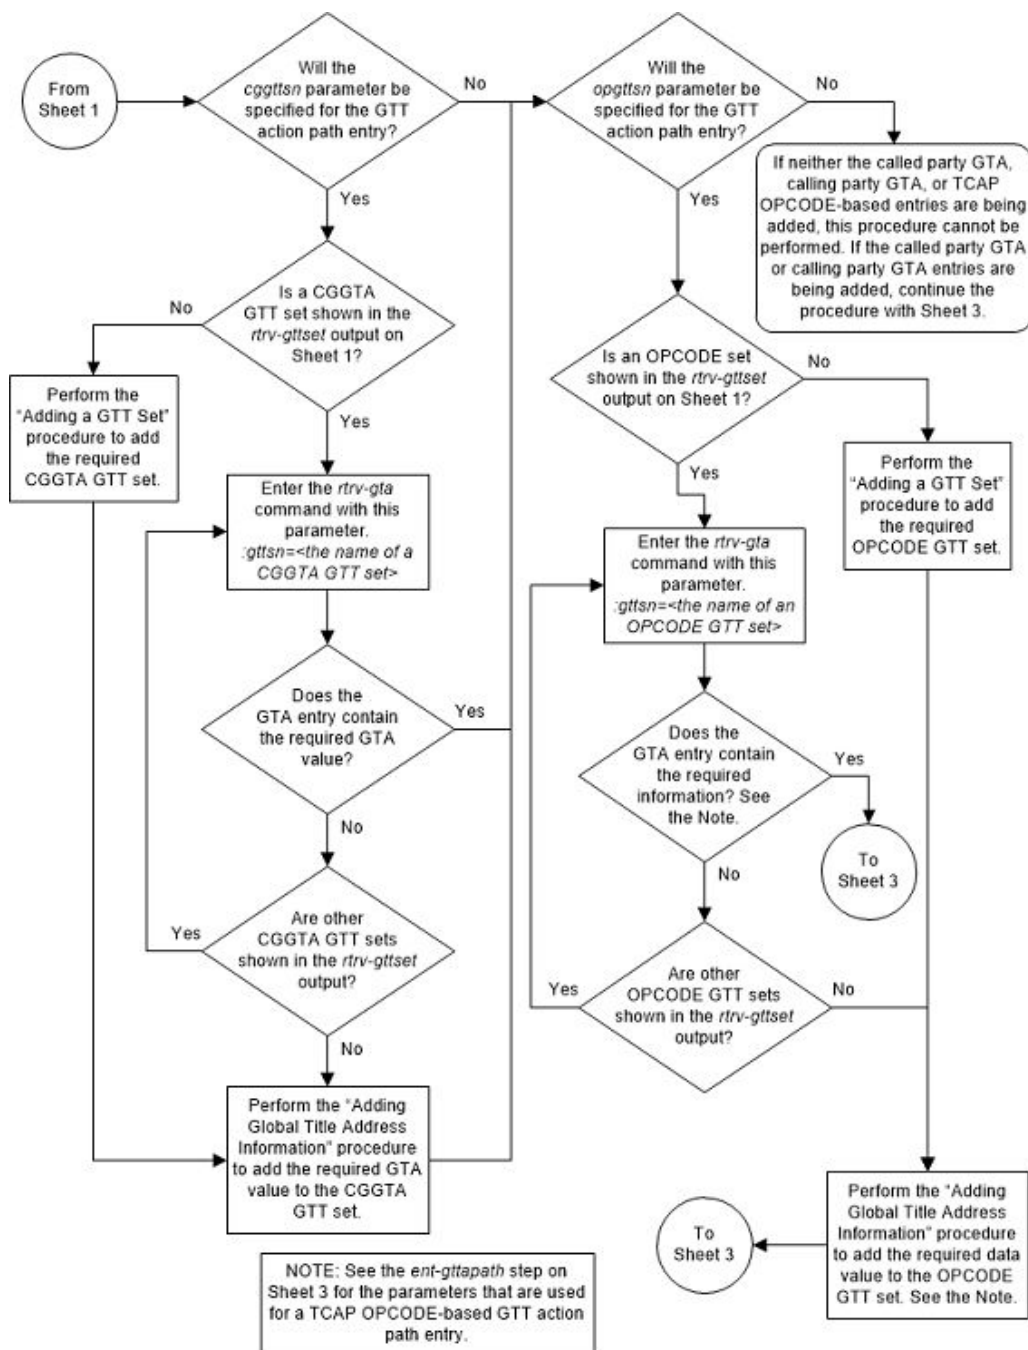 From
Sheet 1
Will the
cggttsn parameter be
specified for the GTT
action path entry?
No
Yes
Is a CGGTA
GTT set shown in the
rtrv-gttset output on
Sheet 1?
No
Yes
Perform the
“Adding a GTT Set”
procedure to add
the required
CGGTA GTT set.
Enter the rtrv-gta
command with this
parameter.
:gttsn=<the name of a
CGGTA GTT set>
Does the
GTA entry contain
the required GTA
value?
Yes
No
Are other
CGGTA GTT sets
shown in the rtrv-gttset
output?
Yes
No
Perform the “Adding
Global Title Address
Information” procedure
to add the required GTA
value to the CGGTA
GTT set.
Will the
opgttsn parameter be
specified for the GTT
action path entry?
No
Yes
If neither the called party GTA,
calling party GTA, or TCAP
OPCODE-based entries are being
added, this procedure cannot be
performed. If the called party GTA
or calling party GTA entries are
being added, continue the
procedure with Sheet 3.
Is an OPCODE set
shown in the rtrv-gttset
output on Sheet 1?
No
Yes
Perform the
“Adding a GTT Set”
procedure to add
the required
OPCODE GTT set.
Enter the rtrv-gta
command with this
parameter.
:gttsn=<the name of an
OPCODE GTT set>
Does the
GTA entry contain
the required
information? See
the Note.
Yes
No
To
Sheet 3
Are other
OPCODE GTT sets
shown in the rtrv-gttset
output?
Yes
No
Perform the “Adding
Global Title Address
Information” procedure
to add the required data
value to the OPCODE
GTT set. See the Note.
To
Sheet 3
NOTE: See the ent-gttapath step on
Sheet 3 for the parameters that are used
for a TCAP OPCODE-based GTT action
path entry.